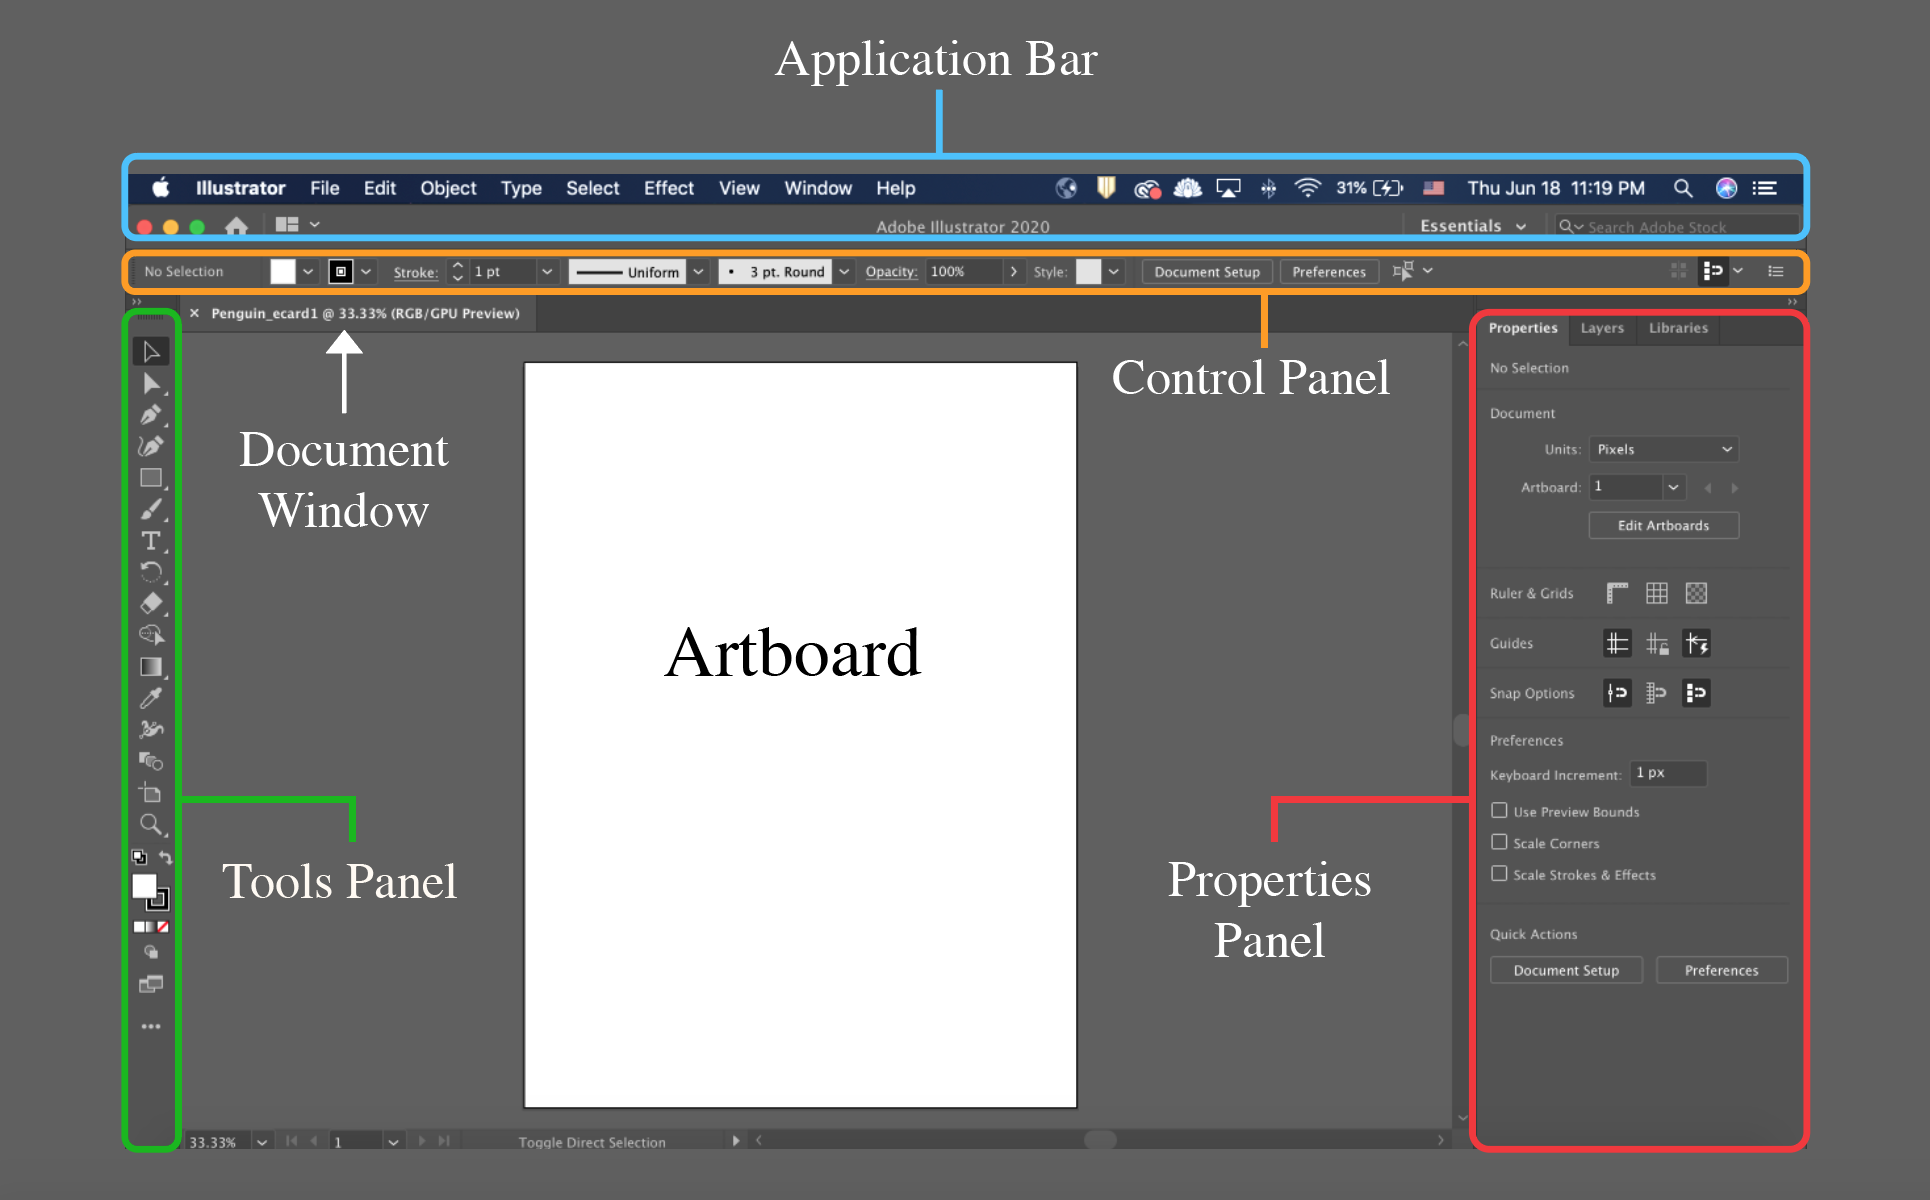 Application Bar
Illustrator File Edit Object Type Select Effect View Window Help 31% Thu Jun 18 11:19 PM
Adobe Illustrator 2020 Essentials Search Adobe Stock
No Selection Stroke: 1 pt Uniform 3 pt. Round Opacity: 100% Style: Document Setup Preferences
Penguin_ecard1 @ 33.33% (RGB/GPU Preview)
Properties Layers Libraries
Control Panel
No Selection
Document
Window
Document
Units: Pixels
Artboard: 1
Edit Artboards
Artboard
Ruler & Grids
Guides
Snap Options
Preferences
Keyboard Increment: 1 px
Use Preview Bounds
Scale Corners
Scale Strokes & Effects
Tools Panel
Properties
Panel
Quick Actions
Document Setup Preferences
33.33% 1 Toggle Direct Selection